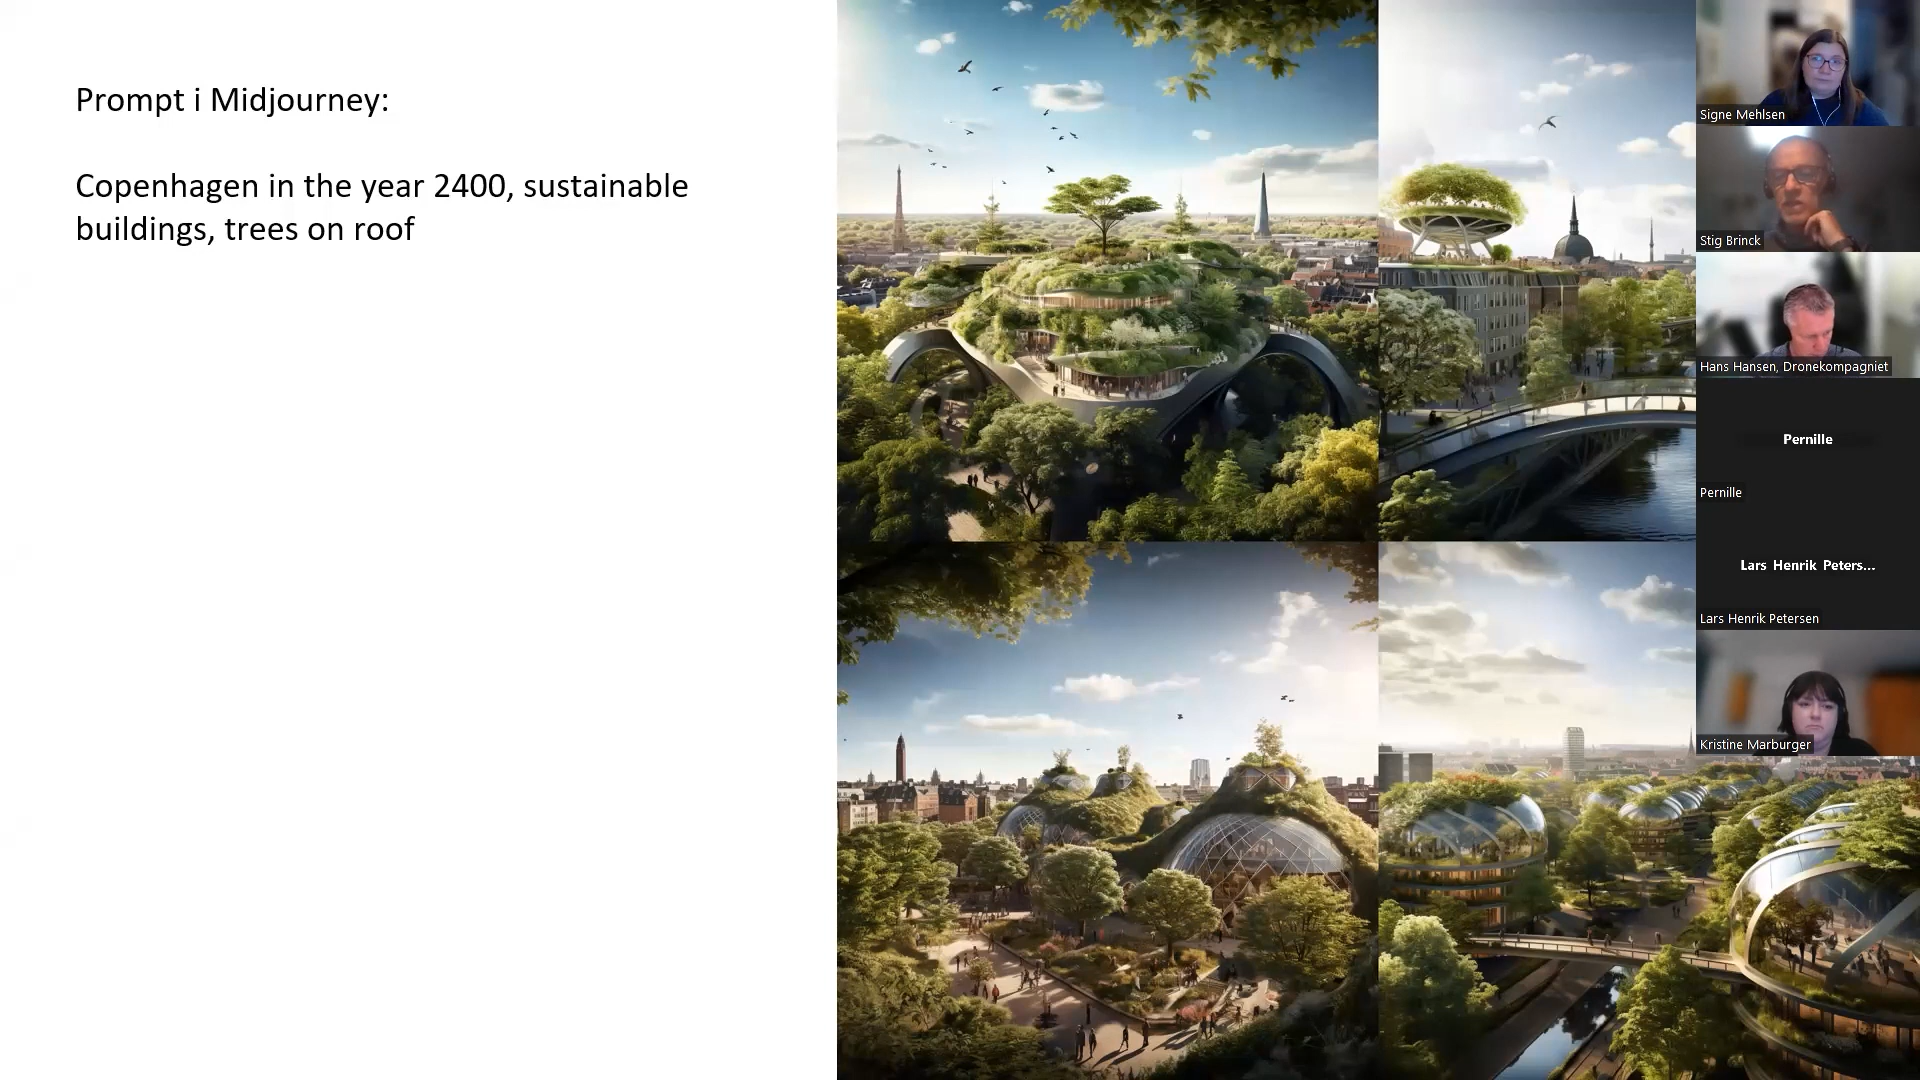 Prompt i Midjourney:
Copenhagen in the year 2400, sustainable
buildings, trees on roof
Signe Mehlsen
Stig Brinck
Hans Hansen, Dronekompagniet
Pernille
Pernille
Lars Henrik Peters...
Lars Henrik Petersen
Kristine Marburger